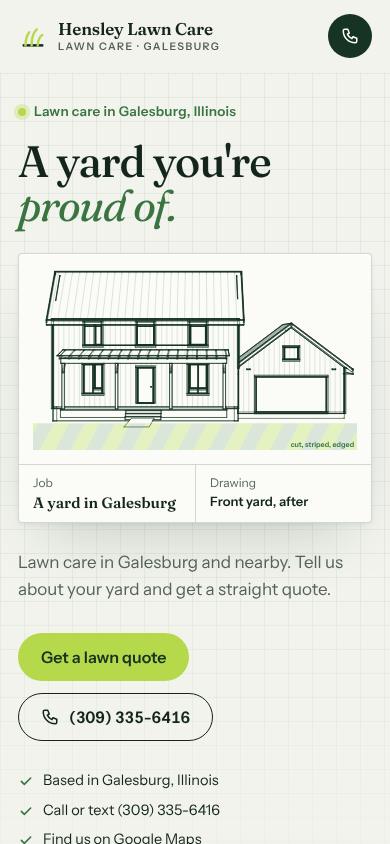 Hensley Lawn Care
LAWN CARE · GALESBURG
Lawn care in Galesburg, Illinois
A yard you're
proud of.
cut, striped, edged
Job
A yard in Galesburg
Drawing
Front yard, after
Lawn care in Galesburg and nearby. Tell us
about your yard and get a straight quote.
Get a lawn quote
(309) 335-6416
Based in Galesburg, Illinois
Call or text (309) 335-6416
Find us on Google Maps